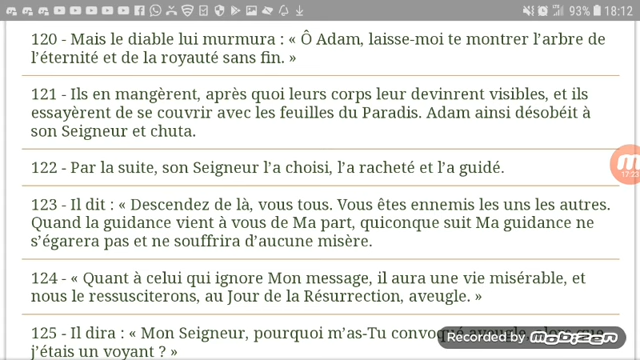 93% 18:12
120 - Mais le diable lui murmura : « Ô Adam, laisse-moi te montrer l’arbre de
l’éternité et de la royauté sans fin. »
121 - Ils en mangèrent, après quoi leurs corps leur devinrent visibles, et ils
essayèrent de se couvrir avec les feuilles du Paradis. Adam ainsi désobéit à
son Seigneur et chuta.
122 - Par la suite, son Seigneur l’a choisi, l’a racheté et l’a guidé.
17:23
123 - Il dit : « Descendez de là, vous tous. Vous êtes ennemis les uns les autres.
Quand la guidance vient à vous de Ma part, quiconque suit Ma guidance ne
s’égarera pas et ne souffrira d’aucune misère.
124 - « Quant à celui qui ignore Mon message, il aura une vie misérable, et
nous le ressusciterons, au Jour de la Résurrection, aveugle. »
125 - Il dira : « Mon Seigneur, pourquoi m’as-Tu convoqué
j’étais un voyant ? »
Recorded by
mobizen